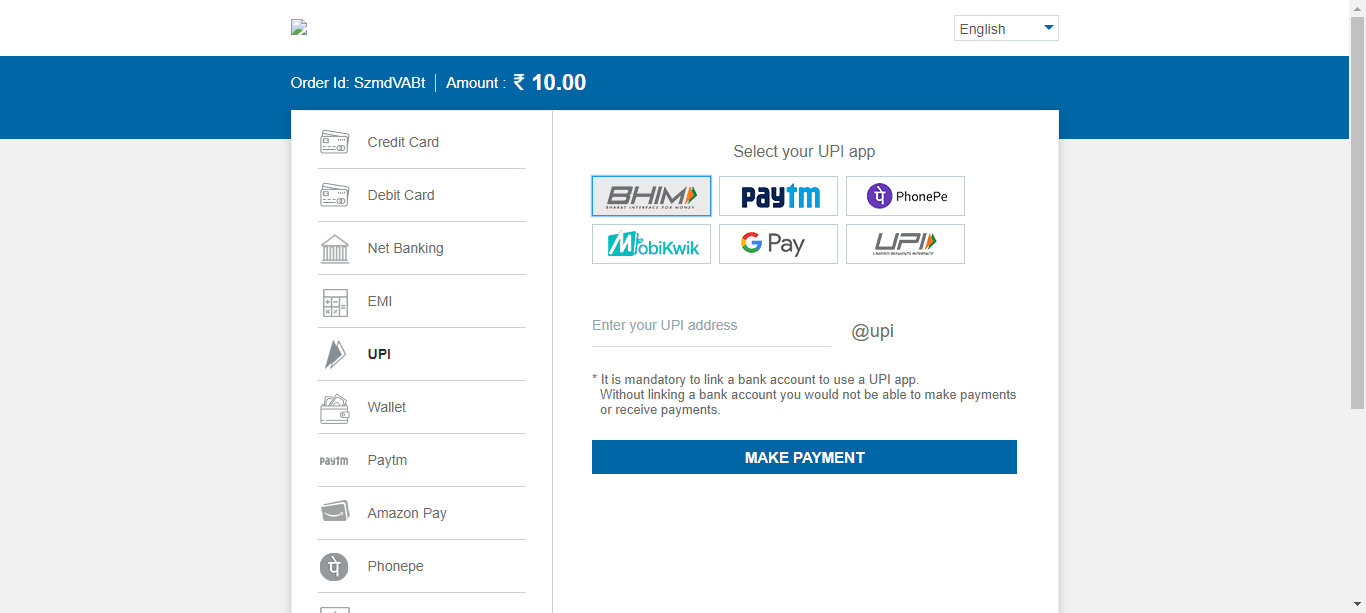 English
Order Id: SzmdVABt | Amount : ₹ 10.00
Credit Card
Debit Card
Net Banking
EMI
UPI
Wallet
paytm Paytm
Amazon Pay
Phonepe
Select your UPI app
BHIM
BHARAT INTERFACE FOR MONEY
paytm
PhonePe
MobiKwik
G Pay
UPI
UNIFIED PAYMENTS INTERFACE
Enter your UPI address
@upi
* It is mandatory to link a bank account to use a UPI app.
Without linking a bank account you would not be able to make payments
or receive payments.
MAKE PAYMENT